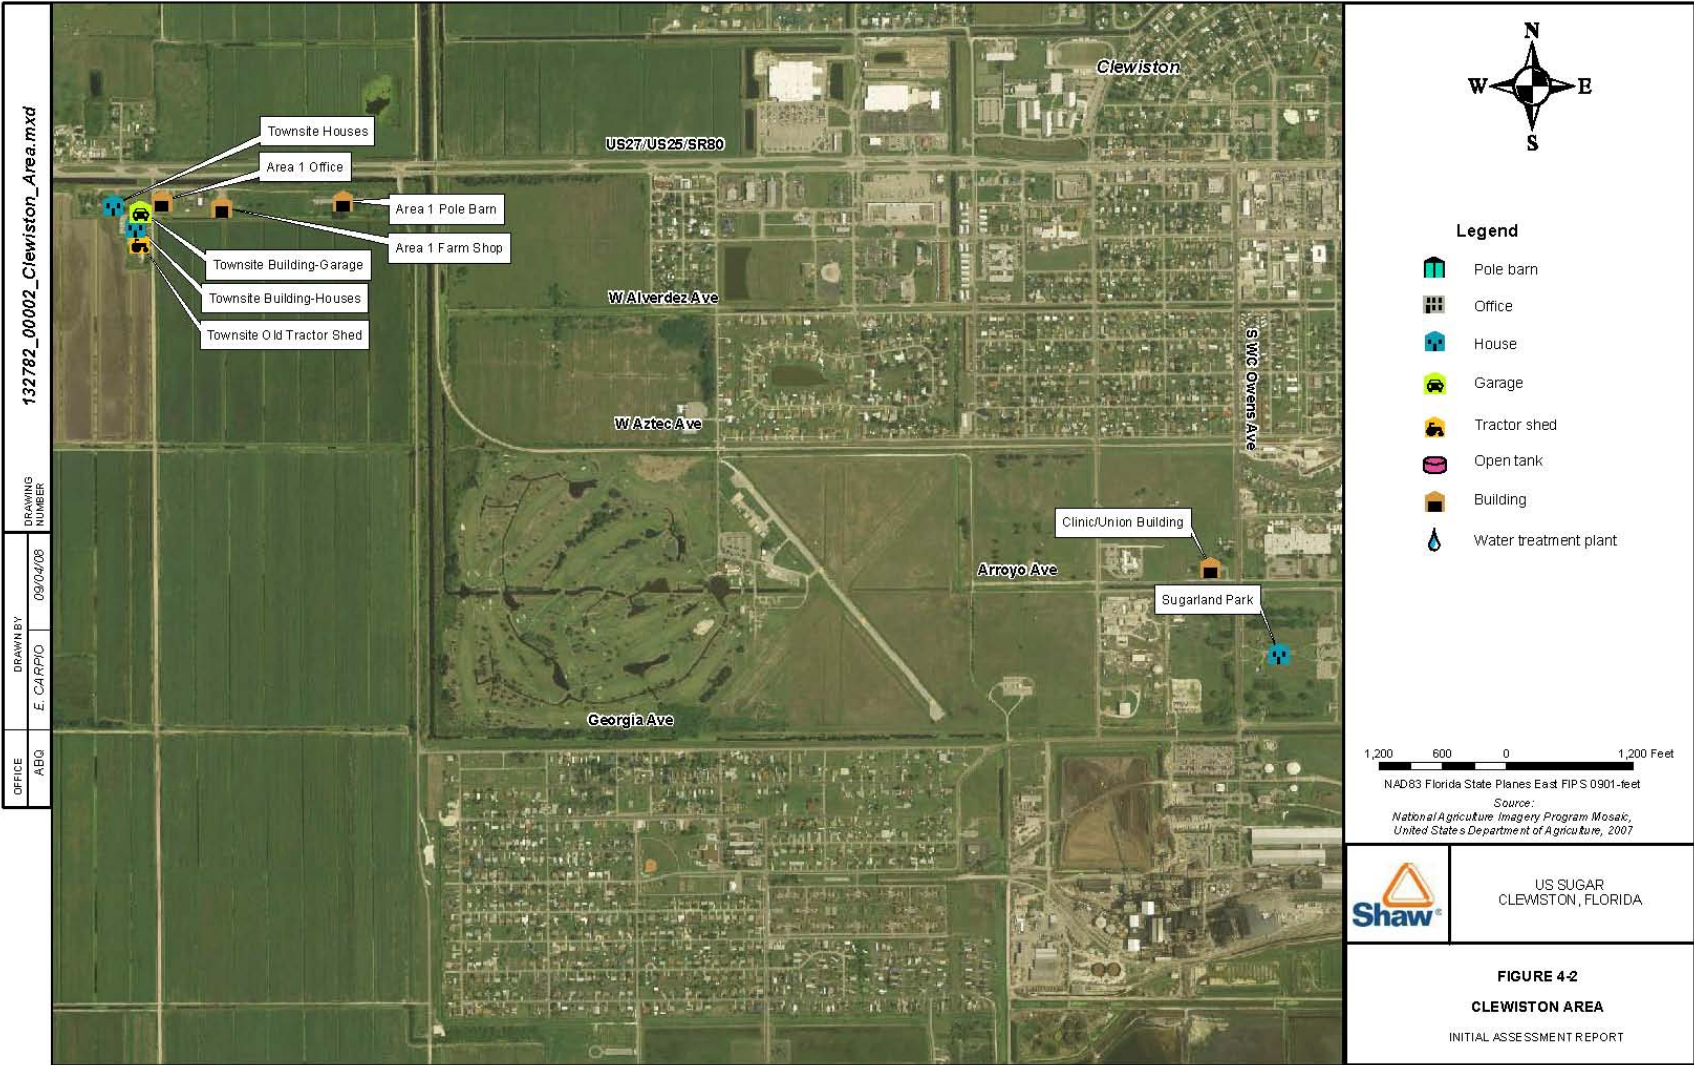 132782_00002_Clewiston_Area.mxd
DRAWING
NUMBER
DRAWN BY
E. CARPIO
09/04/08
OFFICE
ABQ
Clewiston
US27/US25/SR80
Townsite Houses
Area 1 Office
Area 1 Pole Barn
Area 1 Farm Shop
Townsite Building-Garage
Townsite Building-Houses
Townsite Old Tractor Shed
W Alverdez Ave
W Aztec Ave
S WC Owens Ave
Clinic/Union Building
Arroyo Ave
Sugarland Park
Georgia Ave
N
W E
S
Legend
Pole barn
Office
House
Garage
Tractor shed
Open tank
Building
Water treatment plant
1,200 600 0 1,200 Feet
NAD83 Florida State Planes East FIPS 0901-feet
Source:
National Agriculture Imagery Program Mosaic,
United States Department of Agriculture, 2007
Shaw®
US SUGAR
CLEWISTON, FLORIDA
FIGURE 4-2
CLEWISTON AREA
INITIAL ASSESSMENT REPORT